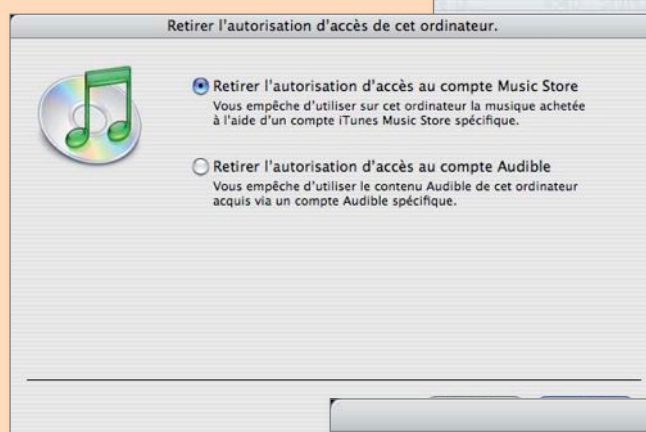 Retirer l'autorisation d'accès de cet ordinateur.
Retirer l'autorisation d'accès au compte Music Store
Vous empêche d'utiliser sur cet ordinateur la musique achetée
à l'aide d'un compte iTunes Music Store spécifique.
Retirer l'autorisation d'accès au compte Audible
Vous empêche d'utiliser le contenu Audible de cet ordinateur
acquis via un compte Audible spécifique.